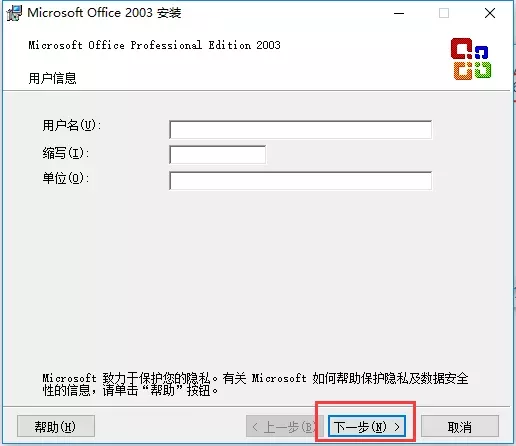 Microsoft Office 2003 安装
Microsoft Office Professional Edition 2003
用户信息
用户名(U):
缩写(I):
单位(O):
Microsoft 致力于保护您的隐私。有关 Microsoft 如何帮助保护隐私及数据安全
性的信息，请单击“帮助”按钮。
帮助(H)
< 上一步(B)
下一步(N) >
取消